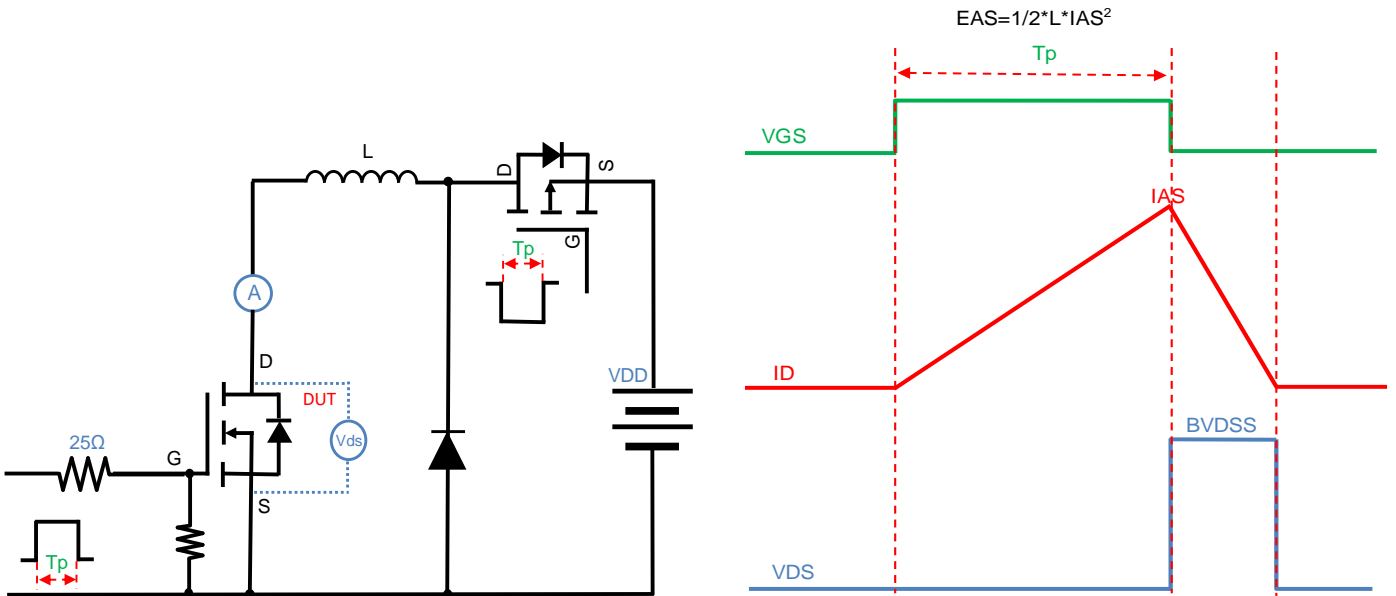 EAS=1/2*L*IAS²
Tp
VGS
IAS
ID
BVDSS
VDS
L
D
S
G
Tp
A
D
DUT
Vds
VDD
25Ω
G
S
Tp